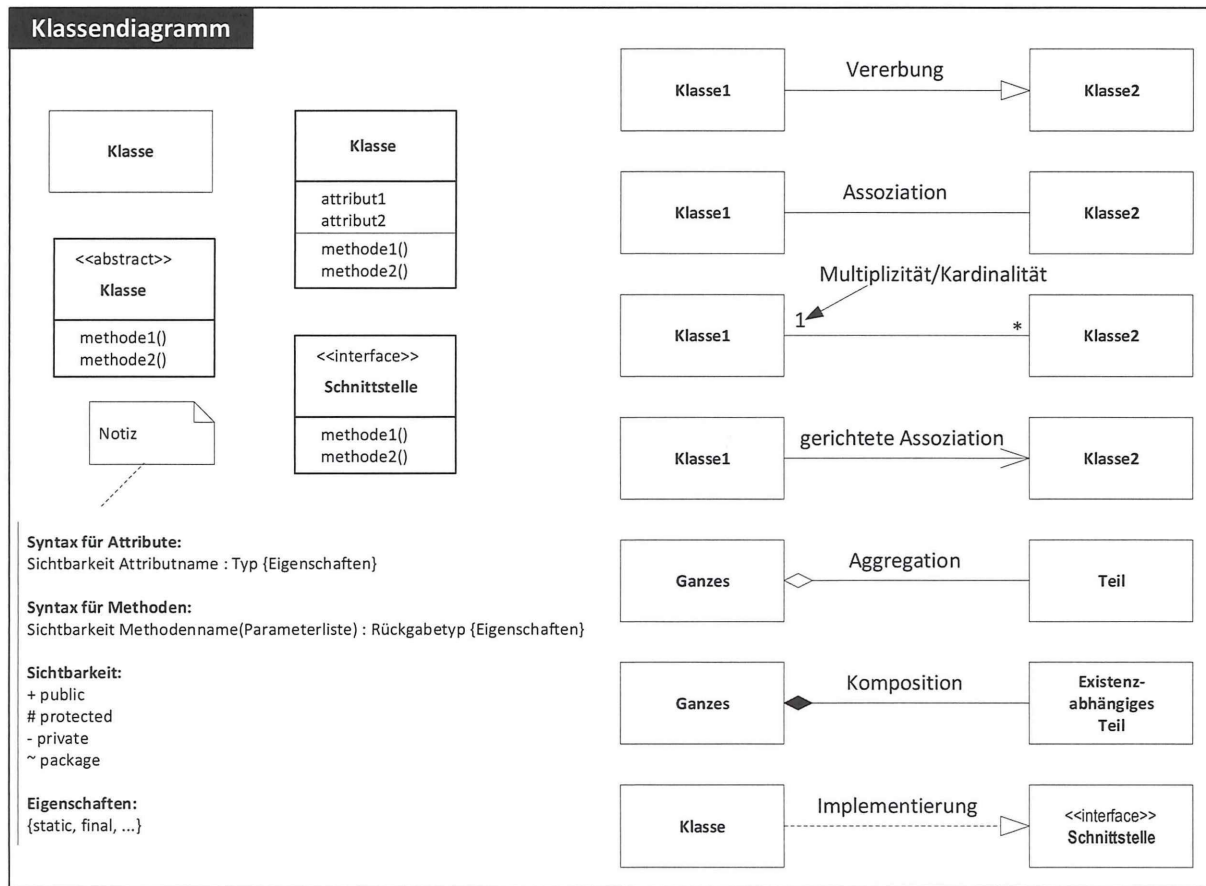 Klassendiagramm
Klasse
Klasse
attribut1
attribut2
methode1()
methode2()
<<abstract>>
Klasse
methode1()
methode2()
<<interface>>
Schnittstelle
methode1()
methode2()
Notiz
Syntax für Attribute:
Sichtbarkeit Attributname : Typ {Eigenschaften}
Syntax für Methoden:
Sichtbarkeit Methodenname(Parameterliste) : Rückgabetyp {Eigenschaften}
Sichtbarkeit:
+ public
# protected
- private
~ package
Eigenschaften:
{static, final, ...}
Klasse1
Vererbung
Klasse2
Klasse1
Assoziation
Klasse2
Multiplizität/Kardinalität
Klasse1
1
*
Klasse2
Klasse1
gerichtete Assoziation
Klasse2
Ganzes
Aggregation
Teil
Ganzes
Komposition
Existenz-
abhängiges
Teil
Klasse
Implementierung
<<interface>>
Schnittstelle